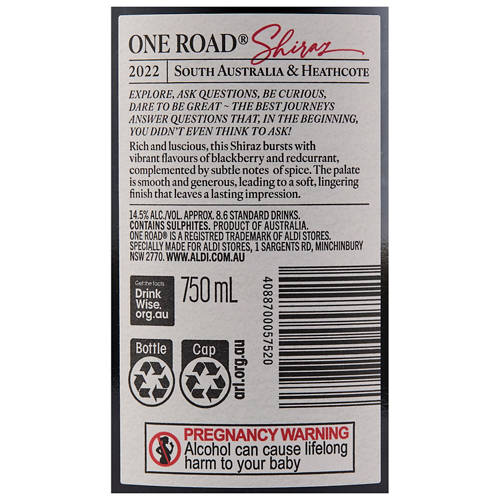 ONE ROAD® Shiraz
2022 SOUTH AUSTRALIA & HEATHCOTE
EXPLORE, ASK QUESTIONS, BE CURIOUS,
DARE TO BE GREAT ~ THE BEST JOURNEYS
ANSWER QUESTIONS THAT, IN THE BEGINNING,
YOU DIDN'T EVEN THINK TO ASK!
Rich and luscious, this Shiraz bursts with
vibrant flavours of blackberry and redcurrant,
complemented by subtle notes of spice. The palate
is smooth and generous, leading to a soft, lingering
finish that leaves a lasting impression.
14.5% ALC./VOL. APPROX. 8.6 STANDARD DRINKS.
CONTAINS SULPHITES. PRODUCT OF AUSTRALIA.
ONE ROAD® IS A REGISTRED TRADEMARK OF ALDI STORES.
SPECIALLY MADE FOR ALDI STORES, 1 SARGENTS RD, MINCHINBURY
NSW 2770. WWW.ALDI.COM.AU
Get the facts
Drink
Wise.
org.au
750 mL
4088700057520
Bottle
Cap
arl.org.au
PREGNANCY WARNING
Alcohol can cause lifelong
harm to your baby